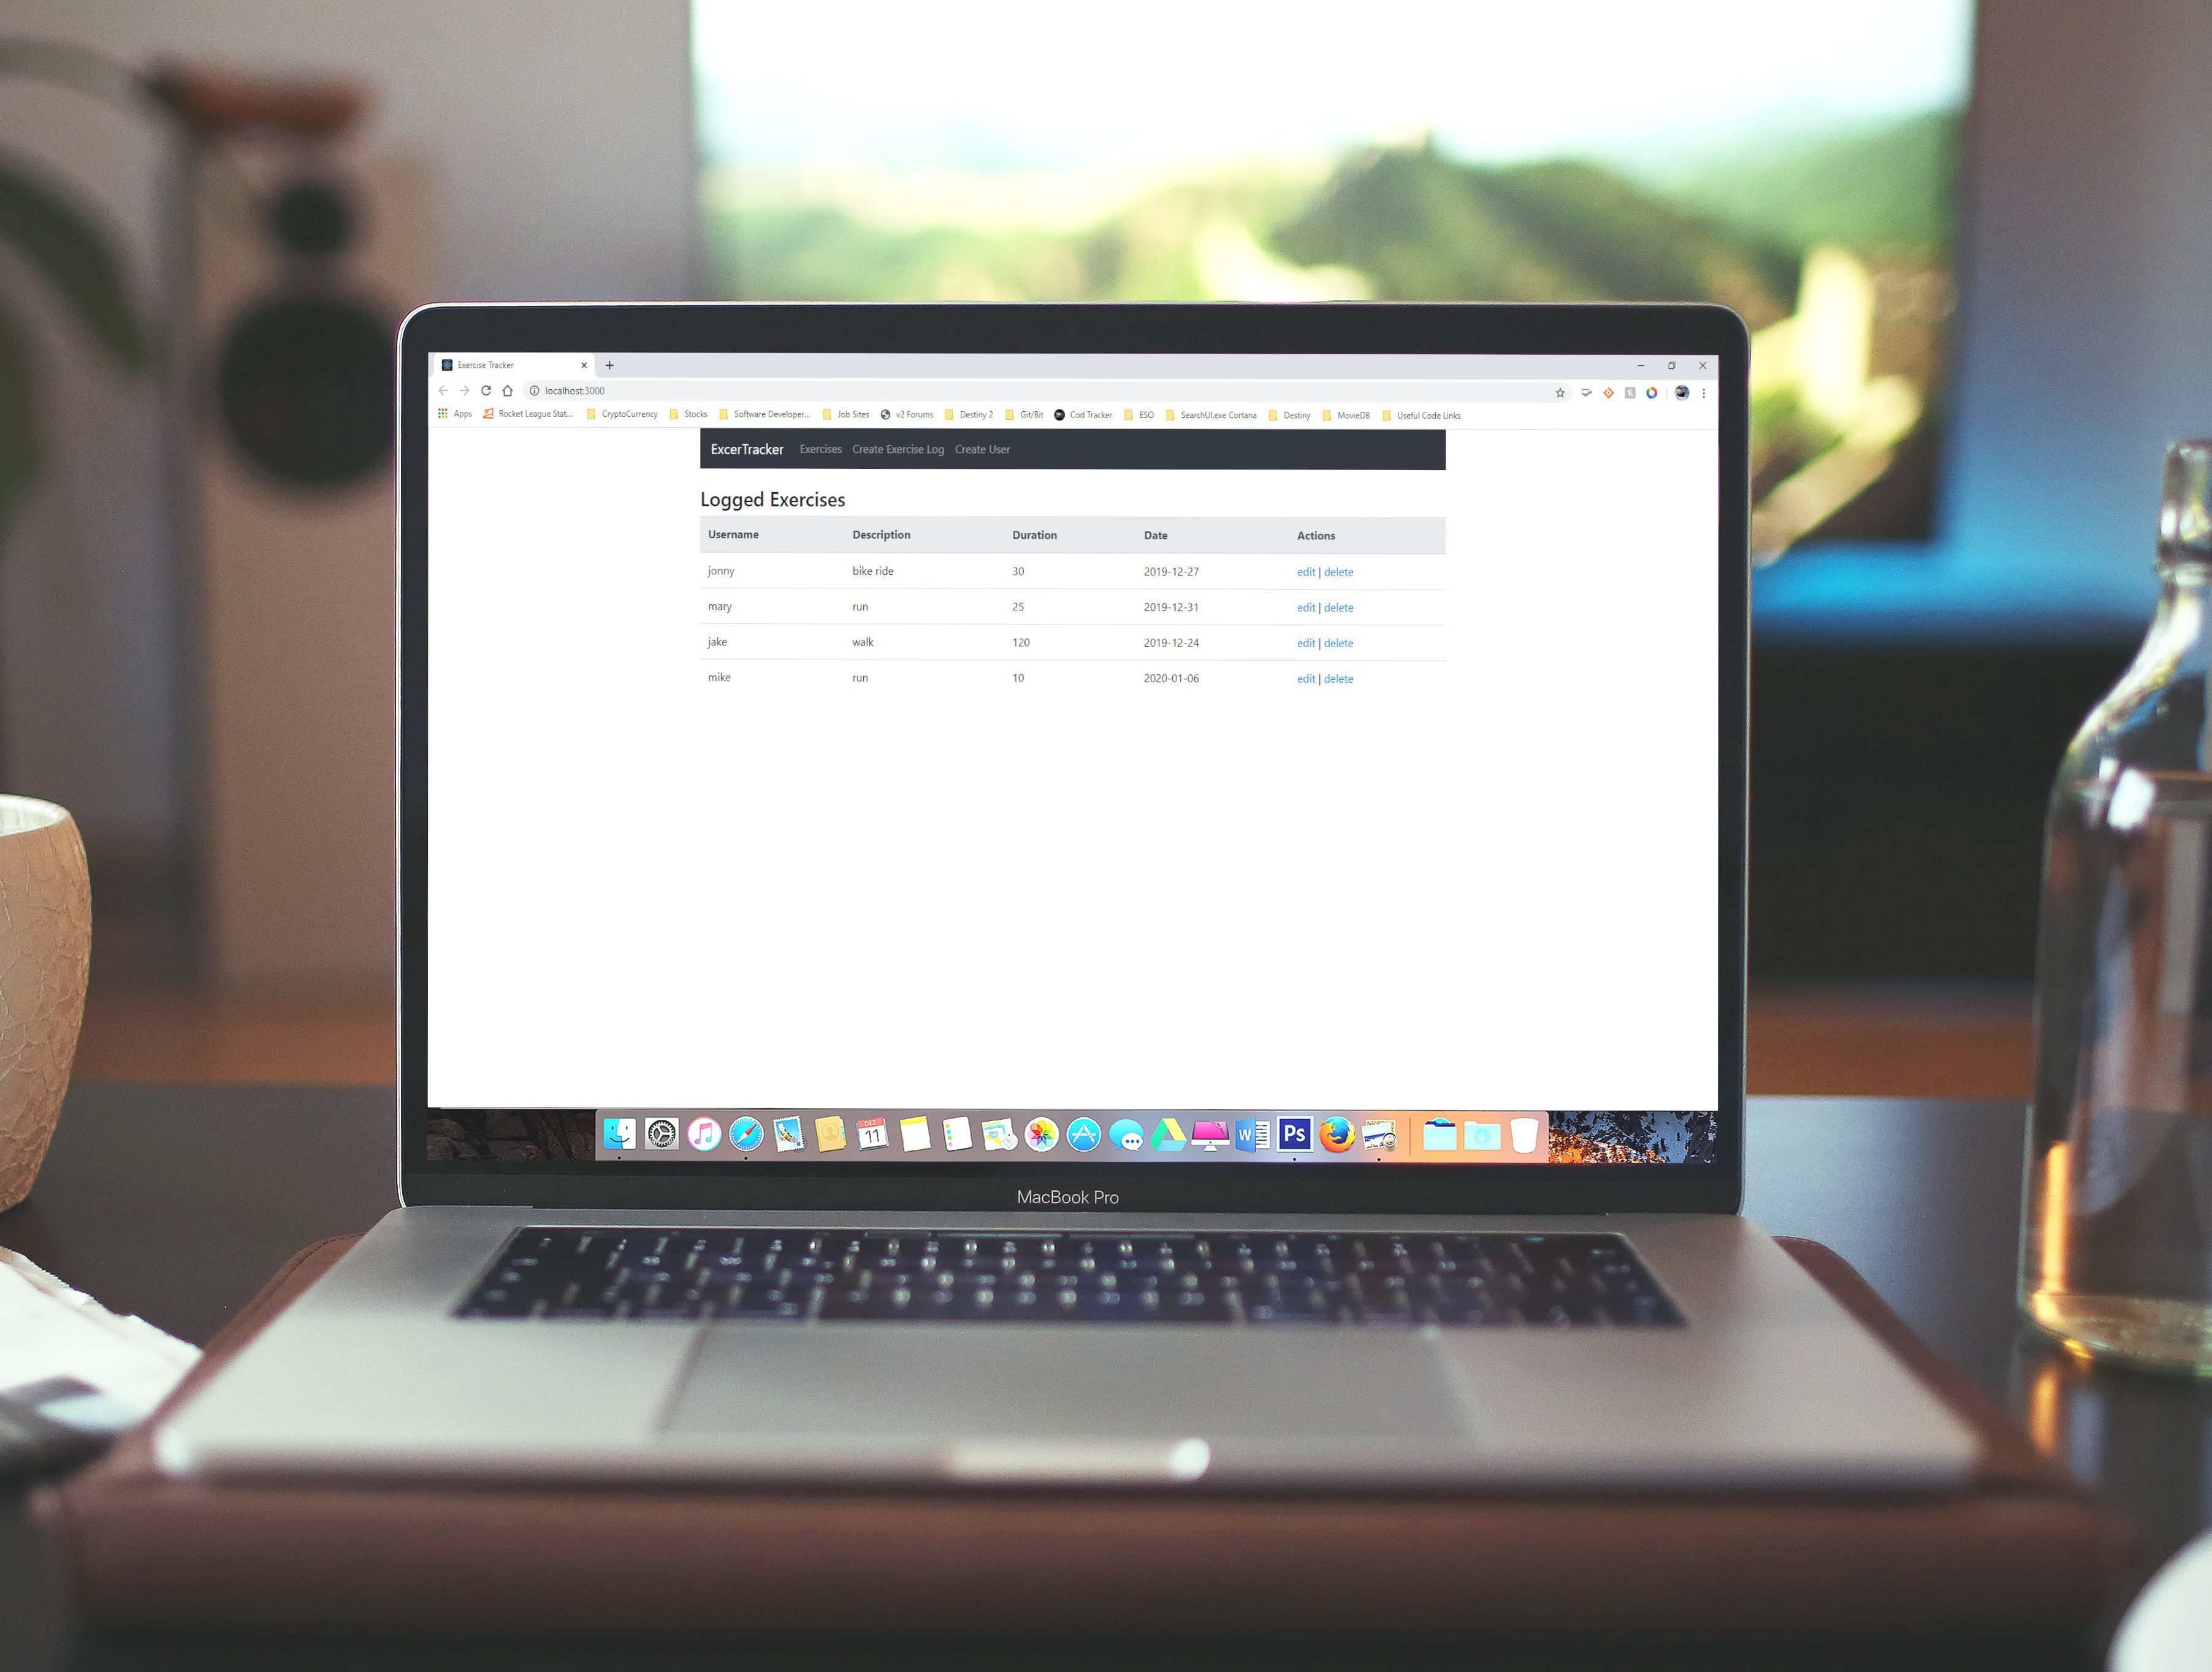 Exercise Tracker
localhost:3000
Apps Rocket League Stat... CryptoCurrency Stocks Software Developer... Job Sites v2 Forums Destiny 2 Git/Bit Cod Tracker ESO SearchUI.exe Cortana Destiny MovieDB Useful Code Links
ExcerTracker Exercises Create Exercise Log Create User
Logged Exercises
Username Description Duration Date Actions
jonny bike ride 30 2019-12-27 edit | delete
mary run 25 2019-12-31 edit | delete
jake walk 120 2019-12-24 edit | delete
mike run 10 2020-01-06 edit | delete
DEZ
11
W
Ps
MacBook Pro